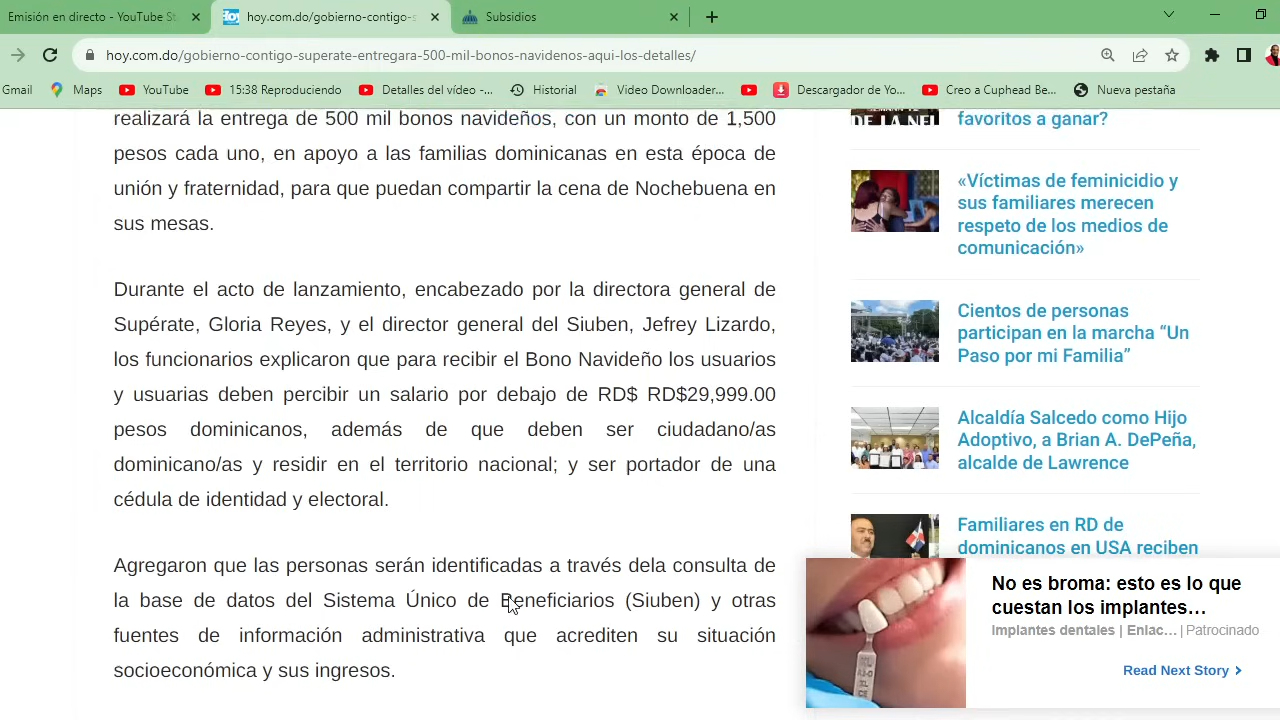 Emisión en directo - YouTube St
hoy.com.do/gobierno-contigo-s
Subsidios
hoy.com.do/gobierno-contigo-superate-entregara-500-mil-bonos-navidenos-aqui-los-detalles/
Gmail
Maps
YouTube
15:38 Reproduciendo
Detalles del vídeo -...
Historial
Video Downloader...
Descargador de Yo...
Creo a Cuphead Be...
Nueva pestaña
realizará la entrega de 500 mil bonos navideños, con un monto de 1,500
pesos cada uno, en apoyo a las familias dominicanas en esta época de
unión y fraternidad, para que puedan compartir la cena de Nochebuena en
sus mesas.
Durante el acto de lanzamiento, encabezado por la directora general de
Supérate, Gloria Reyes, y el director general del Siuben, Jefrey Lizardo,
los funcionarios explicaron que para recibir el Bono Navideño los usuarios
y usuarias deben percibir un salario por debajo de RD$ RD$29,999.00
pesos dominicanos, además de que deben ser ciudadano/as
dominicano/as y residir en el territorio nacional; y ser portador de una
cédula de identidad y electoral.
Agregaron que las personas serán identificadas a través dela consulta de
la base de datos del Sistema Único de Beneficiarios (Siuben) y otras
fuentes de información administrativa que acrediten su situación
socioeconómica y sus ingresos.
favoritos a ganar?
«Víctimas de feminicidio y
sus familiares merecen
respeto de los medios de
comunicación»
Cientos de personas
participan en la marcha “Un
Paso por mi Familia”
Alcaldía Salcedo como Hijo
Adoptivo, a Brian A. DePeña,
alcalde de Lawrence
Familiares en RD de
dominicanos en USA reciben
No es broma: esto es lo que
cuestan los implantes...
Implantes dentales | Enlac... | Patrocinado
Read Next Story